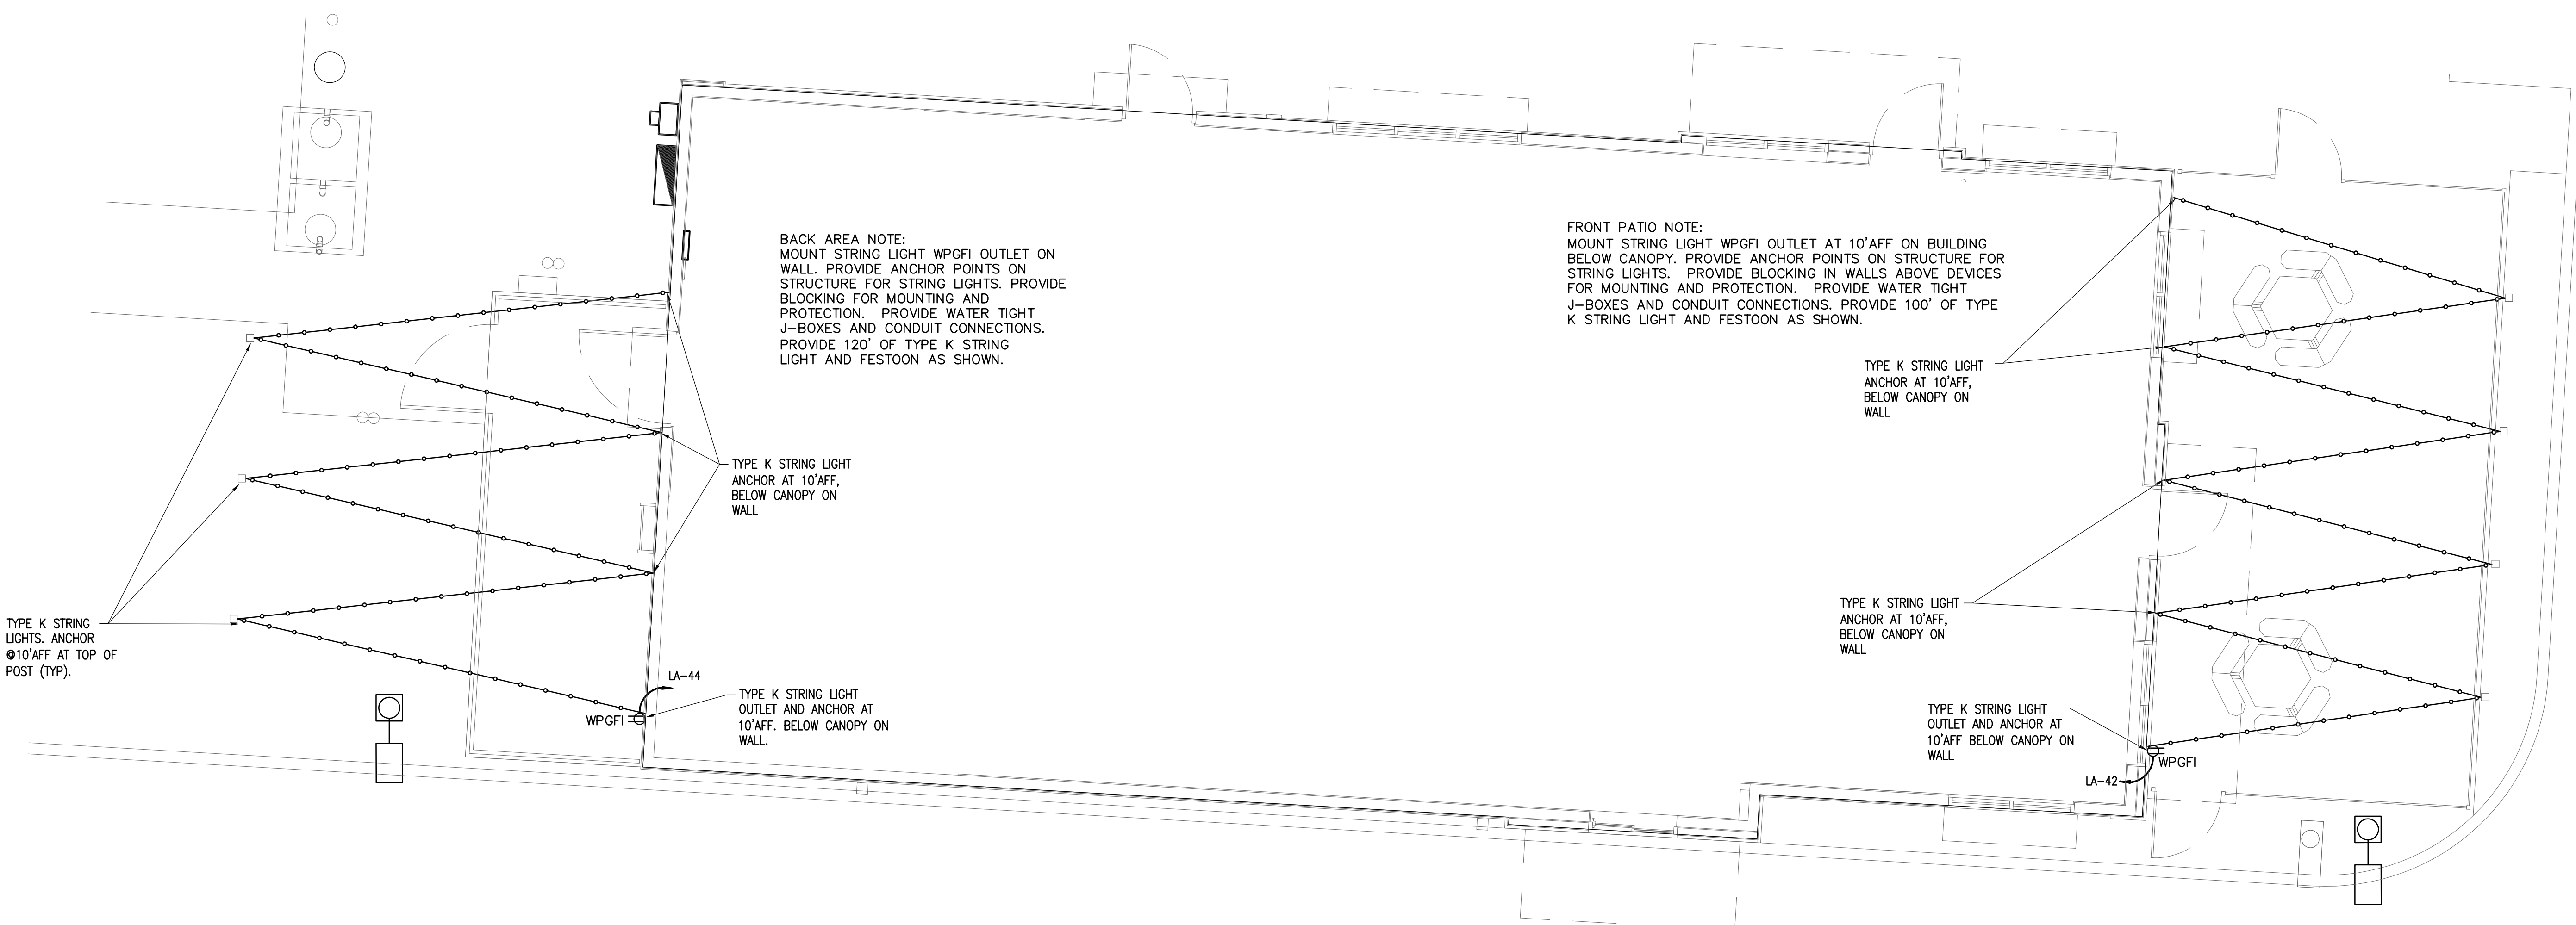 BACK AREA NOTE:
MOUNT STRING LIGHT WPGFI OUTLET ON
WALL. PROVIDE ANCHOR POINTS ON
STRUCTURE FOR STRING LIGHTS. PROVIDE
BLOCKING FOR MOUNTING AND
PROTECTION. PROVIDE WATER TIGHT
J-BOXES AND CONDUIT CONNECTIONS.
PROVIDE 120' OF TYPE K STRING
LIGHT AND FESTOON AS SHOWN.
FRONT PATIO NOTE:
MOUNT STRING LIGHT WPGFI OUTLET AT 10'AFF ON BUILDING
BELOW CANOPY. PROVIDE ANCHOR POINTS ON STRUCTURE FOR
STRING LIGHTS. PROVIDE BLOCKING IN WALLS ABOVE DEVICES
FOR MOUNTING AND PROTECTION. PROVIDE WATER TIGHT
J-BOXES AND CONDUIT CONNECTIONS. PROVIDE 100' OF TYPE
K STRING LIGHT AND FESTOON AS SHOWN.
TYPE K STRING LIGHT
ANCHOR AT 10'AFF,
BELOW CANOPY ON
WALL
TYPE K STRING LIGHT
ANCHOR AT 10'AFF,
BELOW CANOPY ON
WALL
TYPE K STRING LIGHT
ANCHOR AT 10'AFF,
BELOW CANOPY ON
WALL
TYPE K STRING
LIGHTS. ANCHOR
@10'AFF AT TOP OF
POST (TYP).
LA-44
WPGFI
TYPE K STRING LIGHT
OUTLET AND ANCHOR AT
10'AFF. BELOW CANOPY ON
WALL.
TYPE K STRING LIGHT
OUTLET AND ANCHOR AT
10'AFF BELOW CANOPY ON
WALL
WPGFI
LA-42